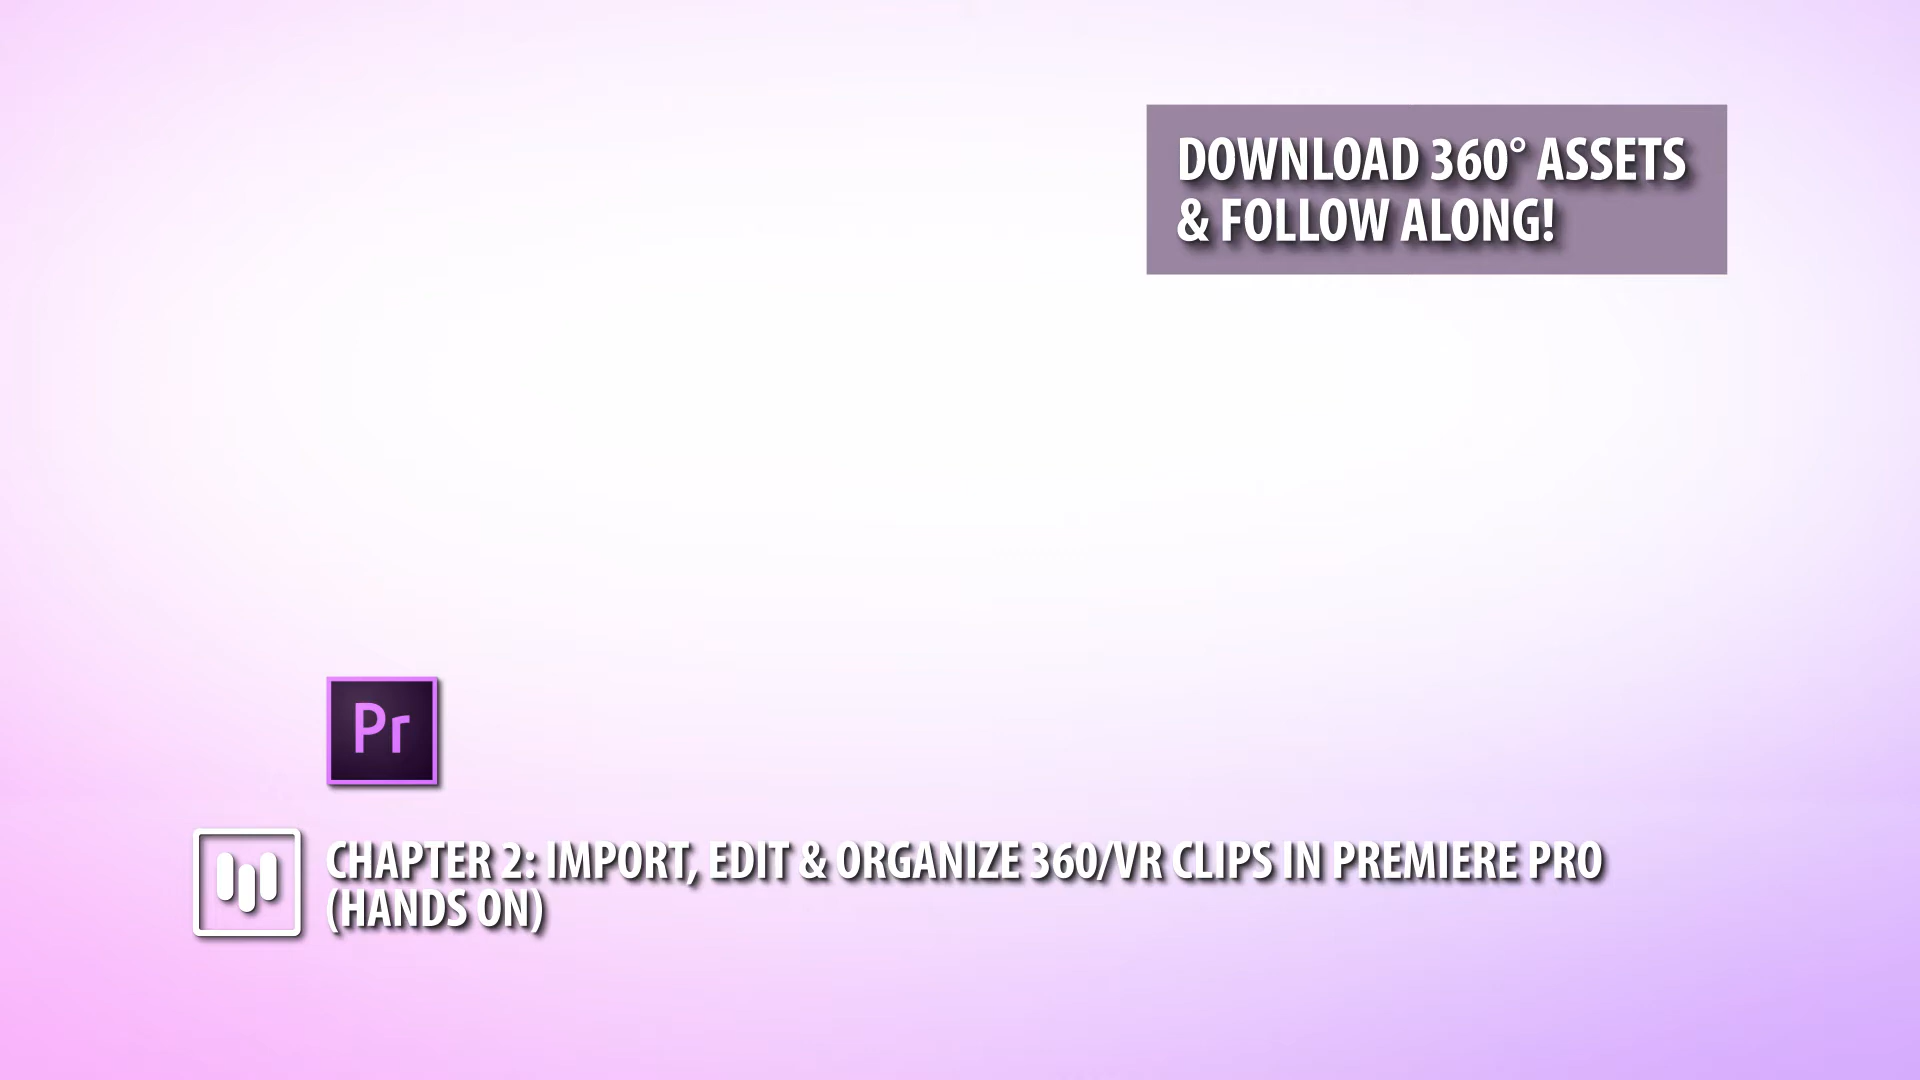 DOWNLOAD 360° ASSETS
& FOLLOW ALONG!
Pr
CHAPTER 2: IMPORT, EDIT & ORGANIZE 360/VR CLIPS IN PREMIERE PRO
(HANDS ON)